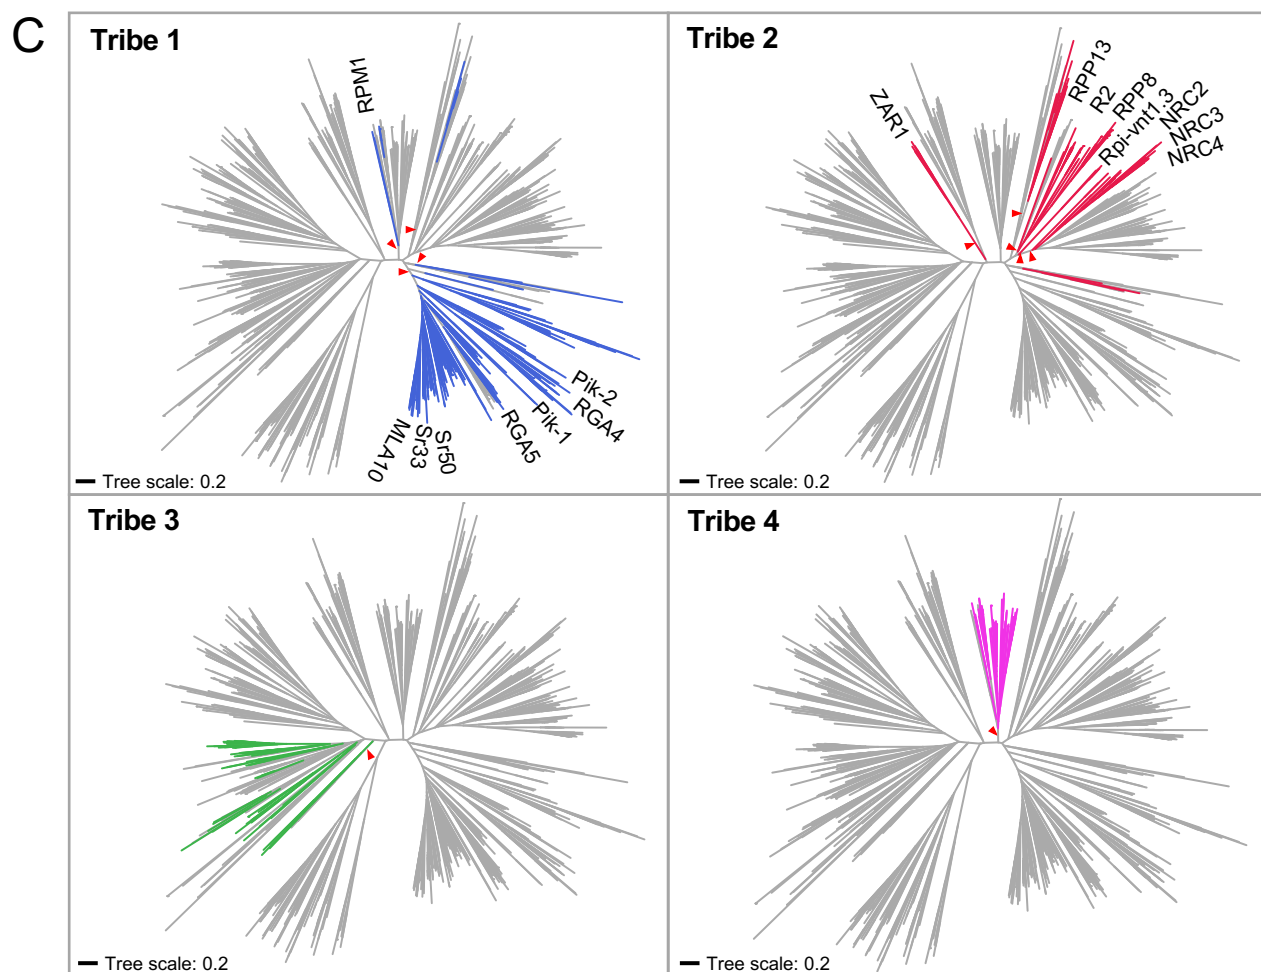 C
Tribe 1
RPM1
Pik-2
RGA4
Pik-1
RGA5
Sr50
Sr33
MLA10
Tree scale: 0.2
Tribe 2
ZAR1
RPP13
R2
RPP8
Rpi-vnt1.3
NRC2
NRC3
NRC4
Tree scale: 0.2
Tribe 3
Tree scale: 0.2
Tribe 4
Tree scale: 0.2